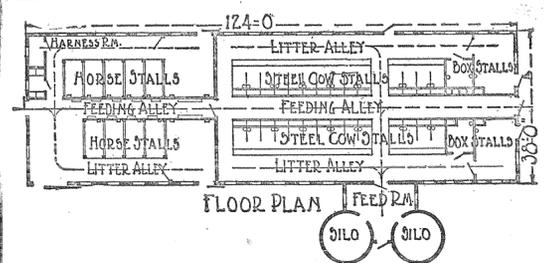 124'-0"
HARNESS RM.
LITTER ALLEY
HORSE STALLS
STEEL COW STALLS
BOX STALLS
FEEDING ALLEY
FEEDING ALLEY
38'-0"
HORSE STALLS
STEEL COW STALLS
BOX STALLS
LITTER ALLEY
LITTER ALLEY
FLOOR PLAN
FEED RM.
SILO
SILO